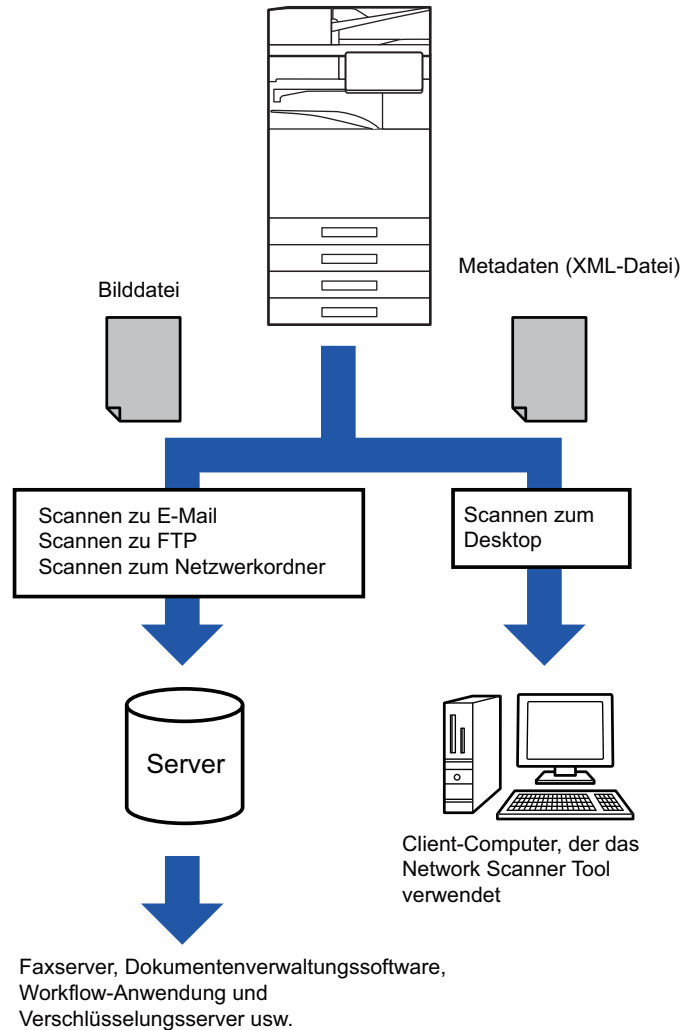 Bilddatei
Metadaten (XML-Datei)
Scannen zu E-Mail
Scannen zu FTP
Scannen zum Netzwerkordner
Scannen zum
Desktop
Server
Client-Computer, der das
Network Scanner Tool
verwendet
Faxserver, Dokumentenverwaltungssoftware,
Workflow-Anwendung und
Verschlüsselungsserver usw.